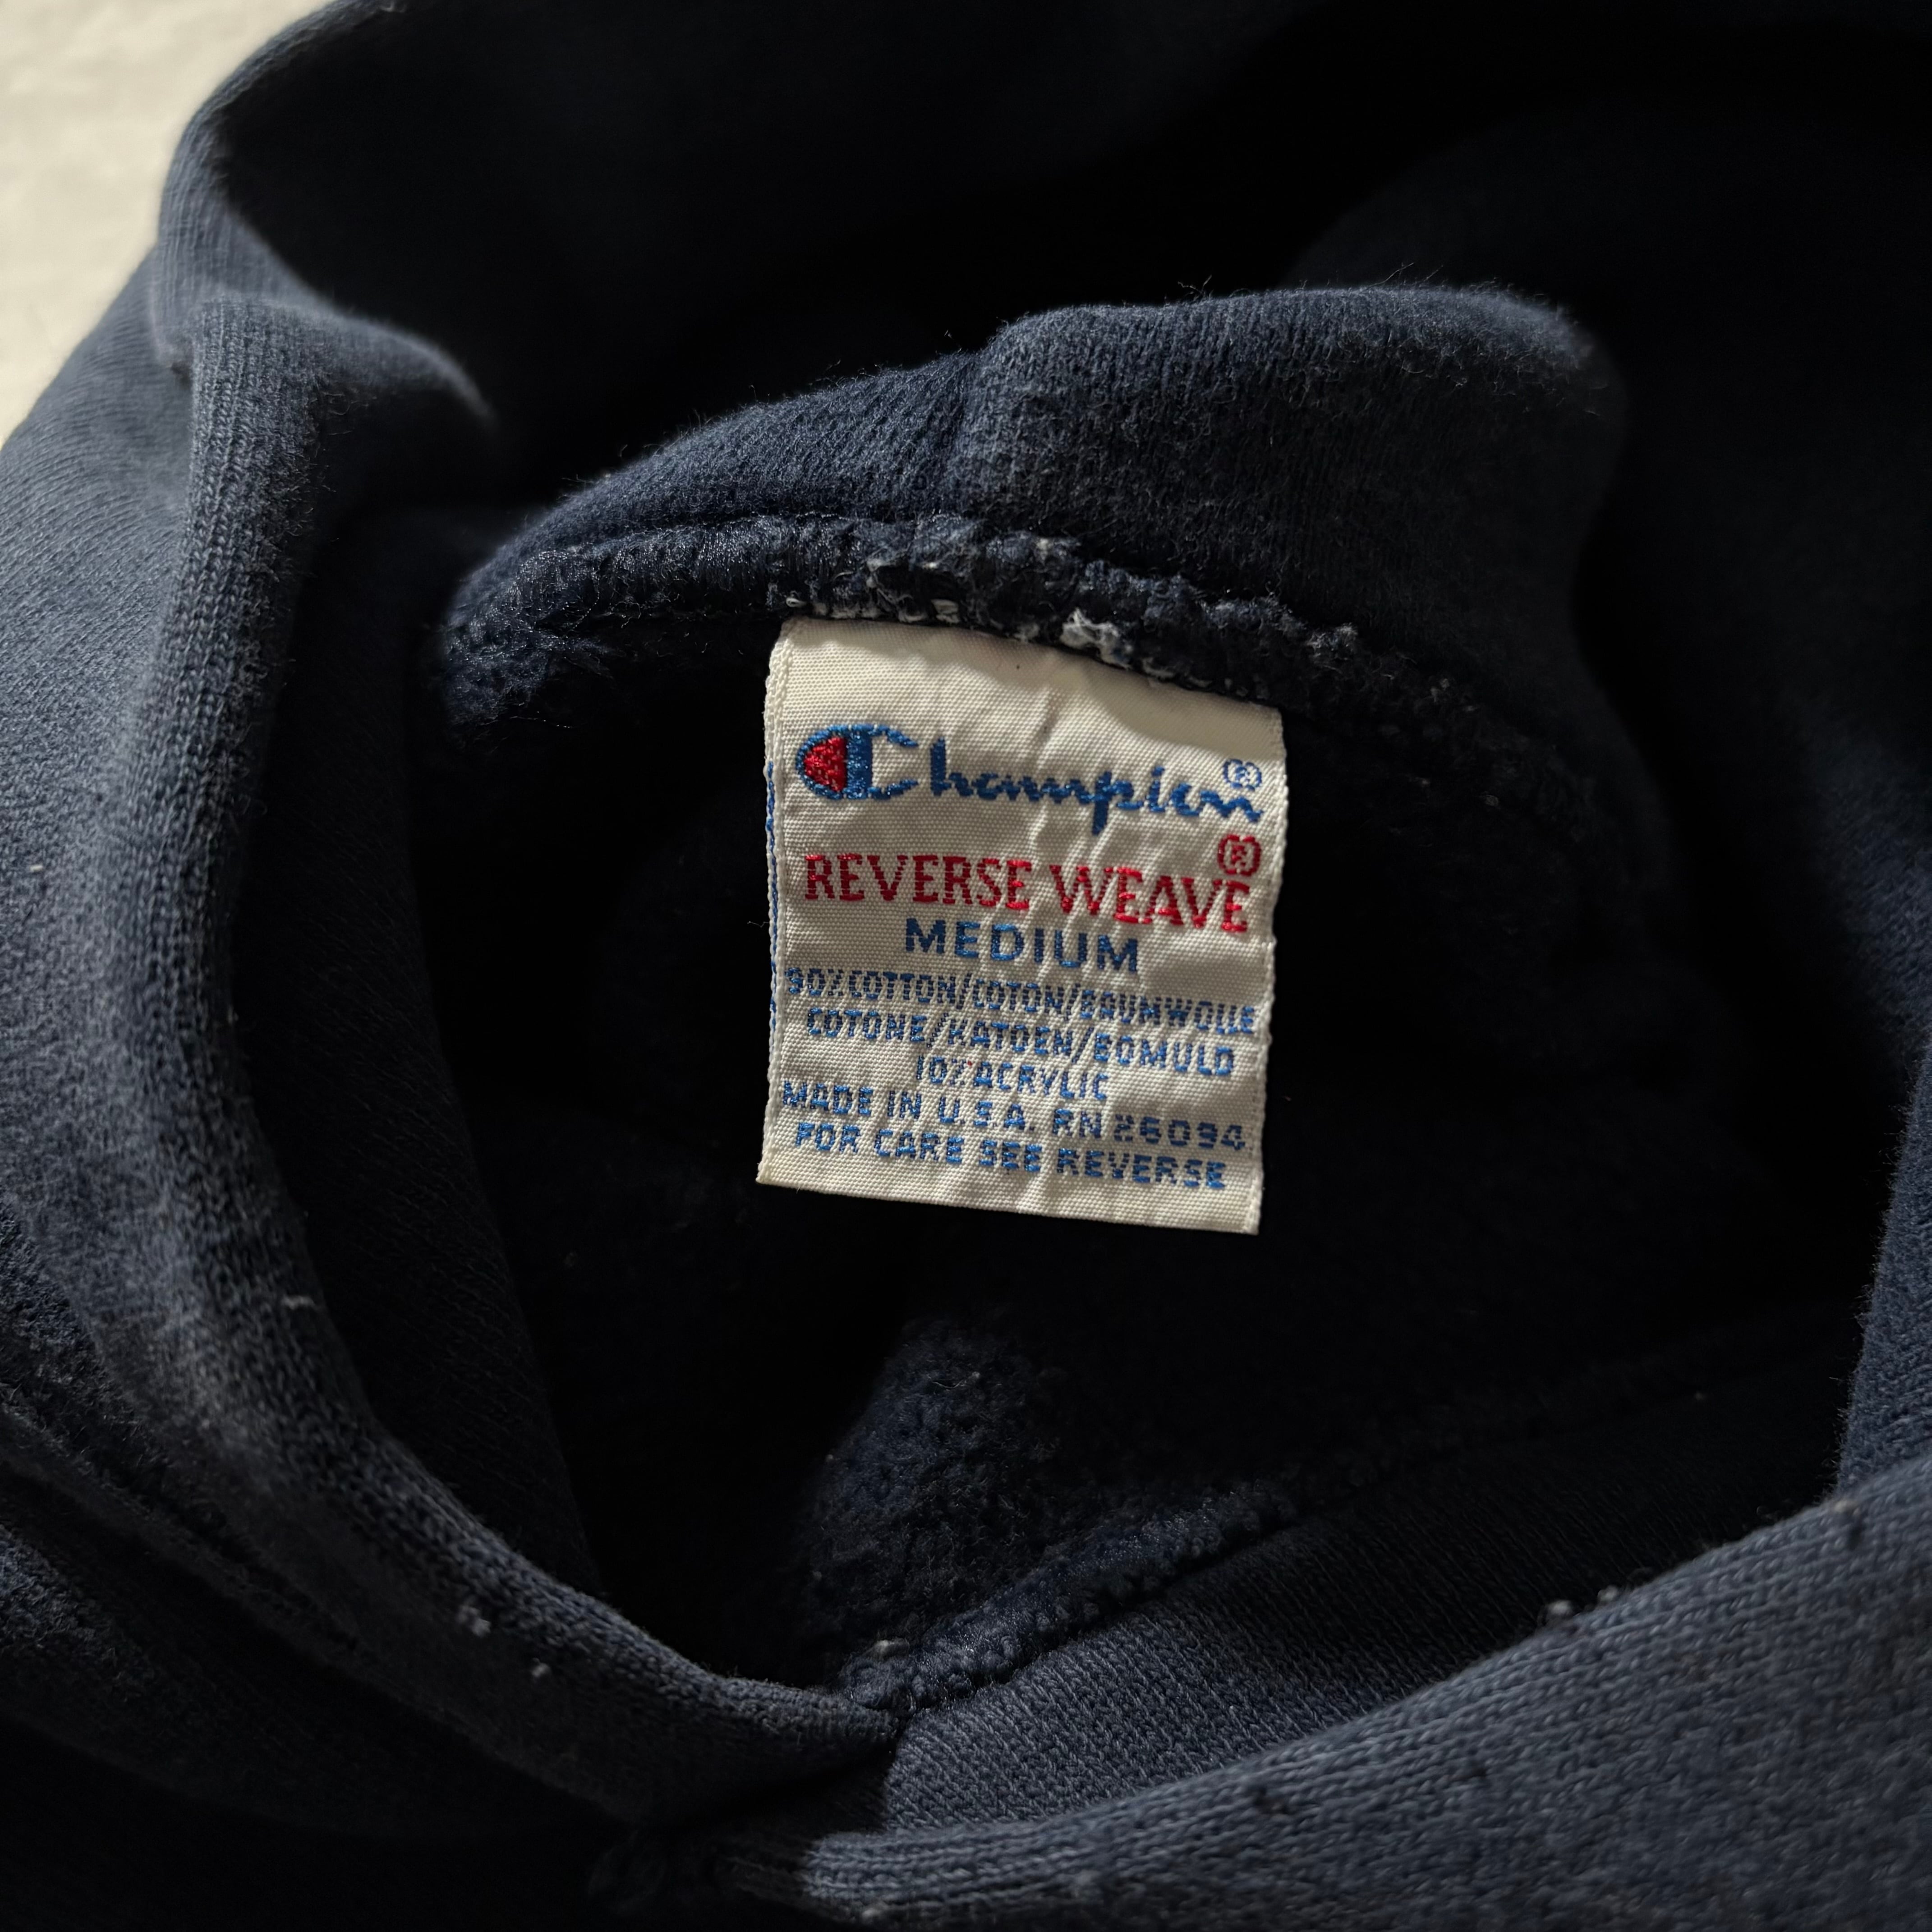 Champion®
REVERSE WEAVE®
MEDIUM
90% COTTON/COTON/BAUMWOLLE
COTONE/KATOEN/BOMULD
10% ACRYLIC
MADE IN U.S.A. RN 26094
FOR CARE SEE REVERSE